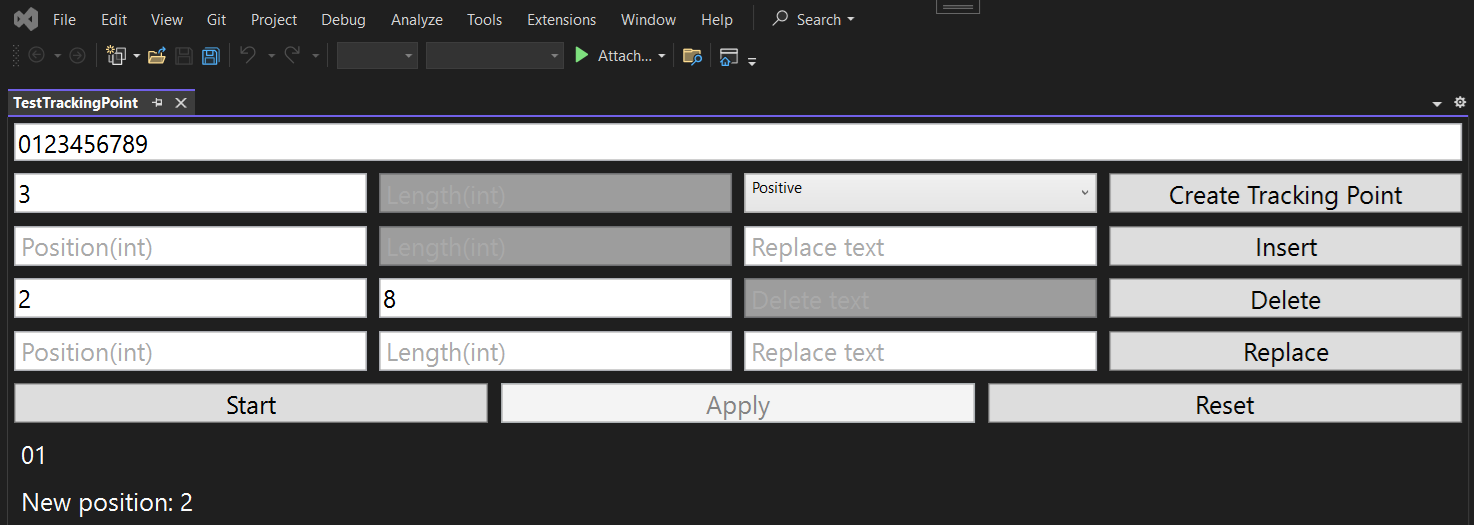 File Edit View Git Project Debug Analyze Tools Extensions Window Help Search
Attach...
TestTrackingPoint
0123456789
3 Length(int) Positive Create Tracking Point
Position(int) Length(int) Replace text Insert
2 8 Delete text Delete
Position(int) Length(int) Replace text Replace
Start Apply Reset
01
New position: 2